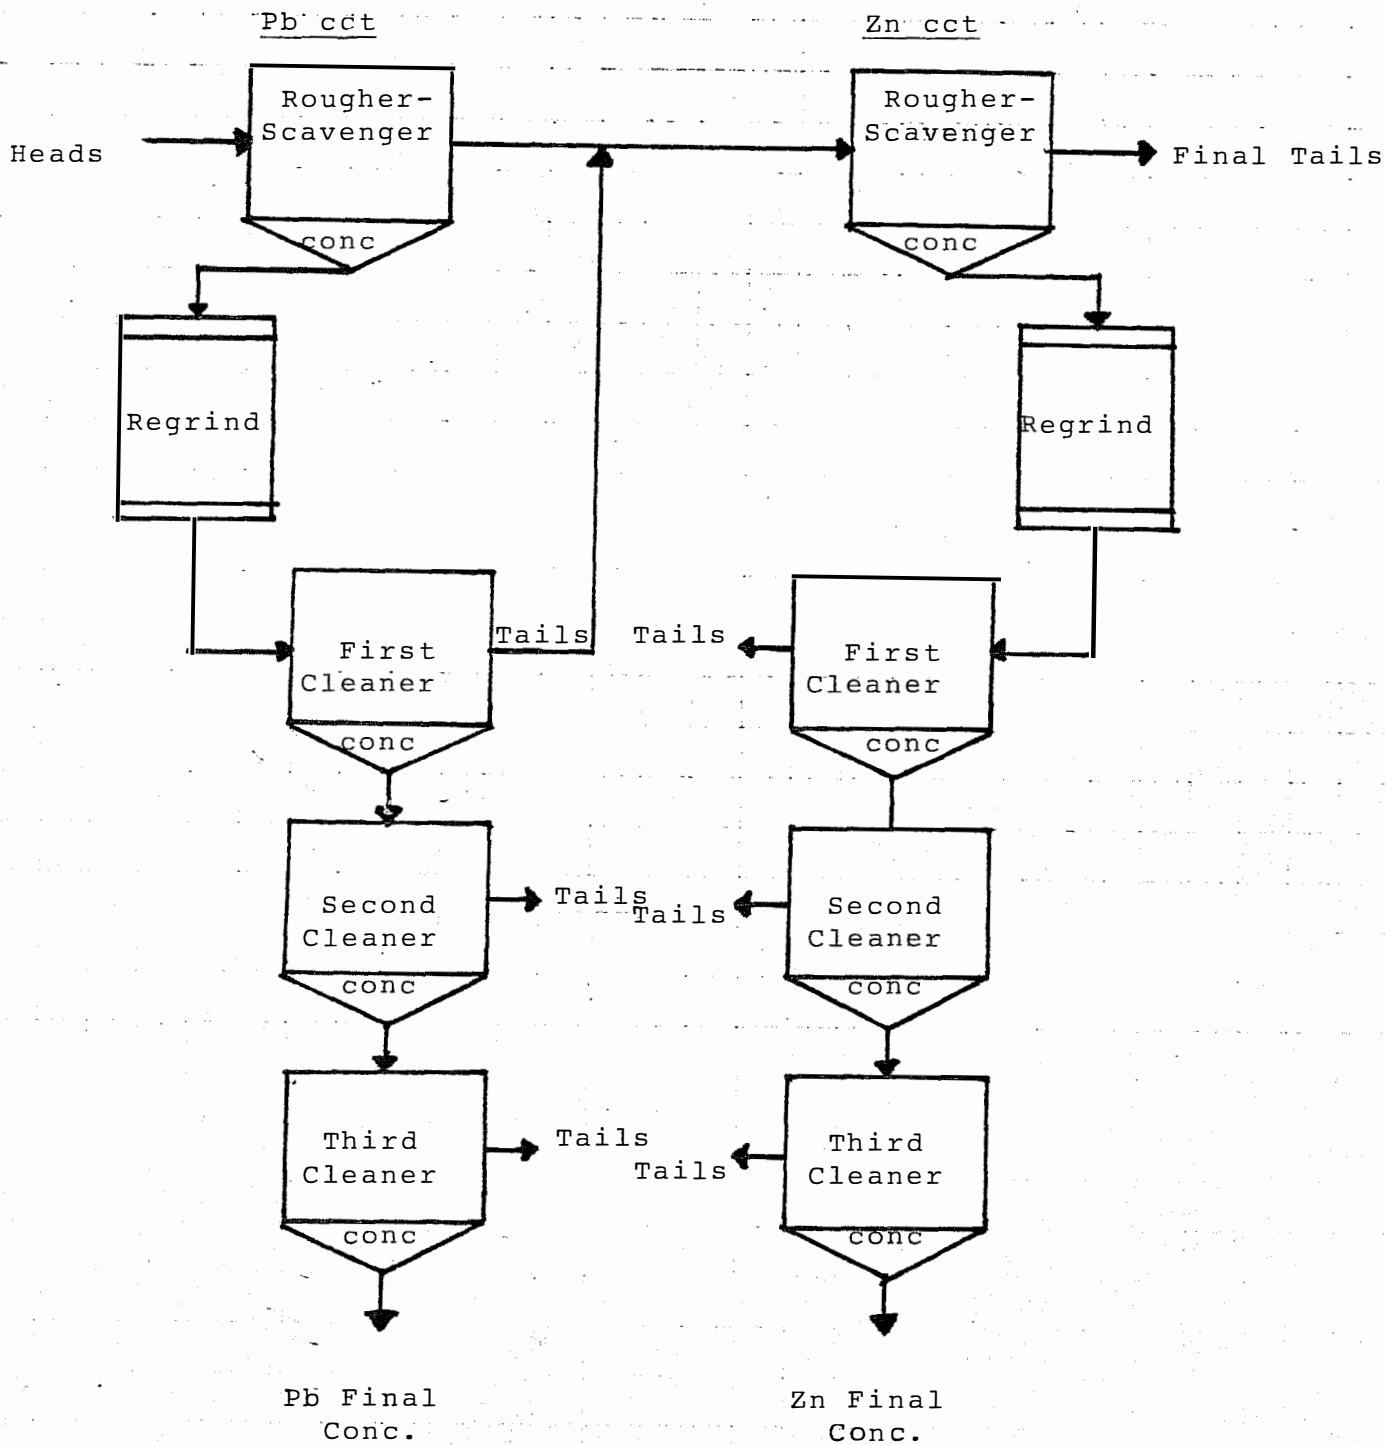 Pb cct
Zn cct
Rougher-
Scavenger
Rougher-
Scavenger
Heads
Final Tails
conc
conc
Regrind
Regrind
Tails
Tails
First
Cleaner
First
Cleaner
conc
conc
Tails
Tails
Second
Cleaner
Second
Cleaner
conc
conc
Tails
Tails
Third
Cleaner
Third
Cleaner
conc
conc
Pb Final
Conc.
Zn Final
Conc.